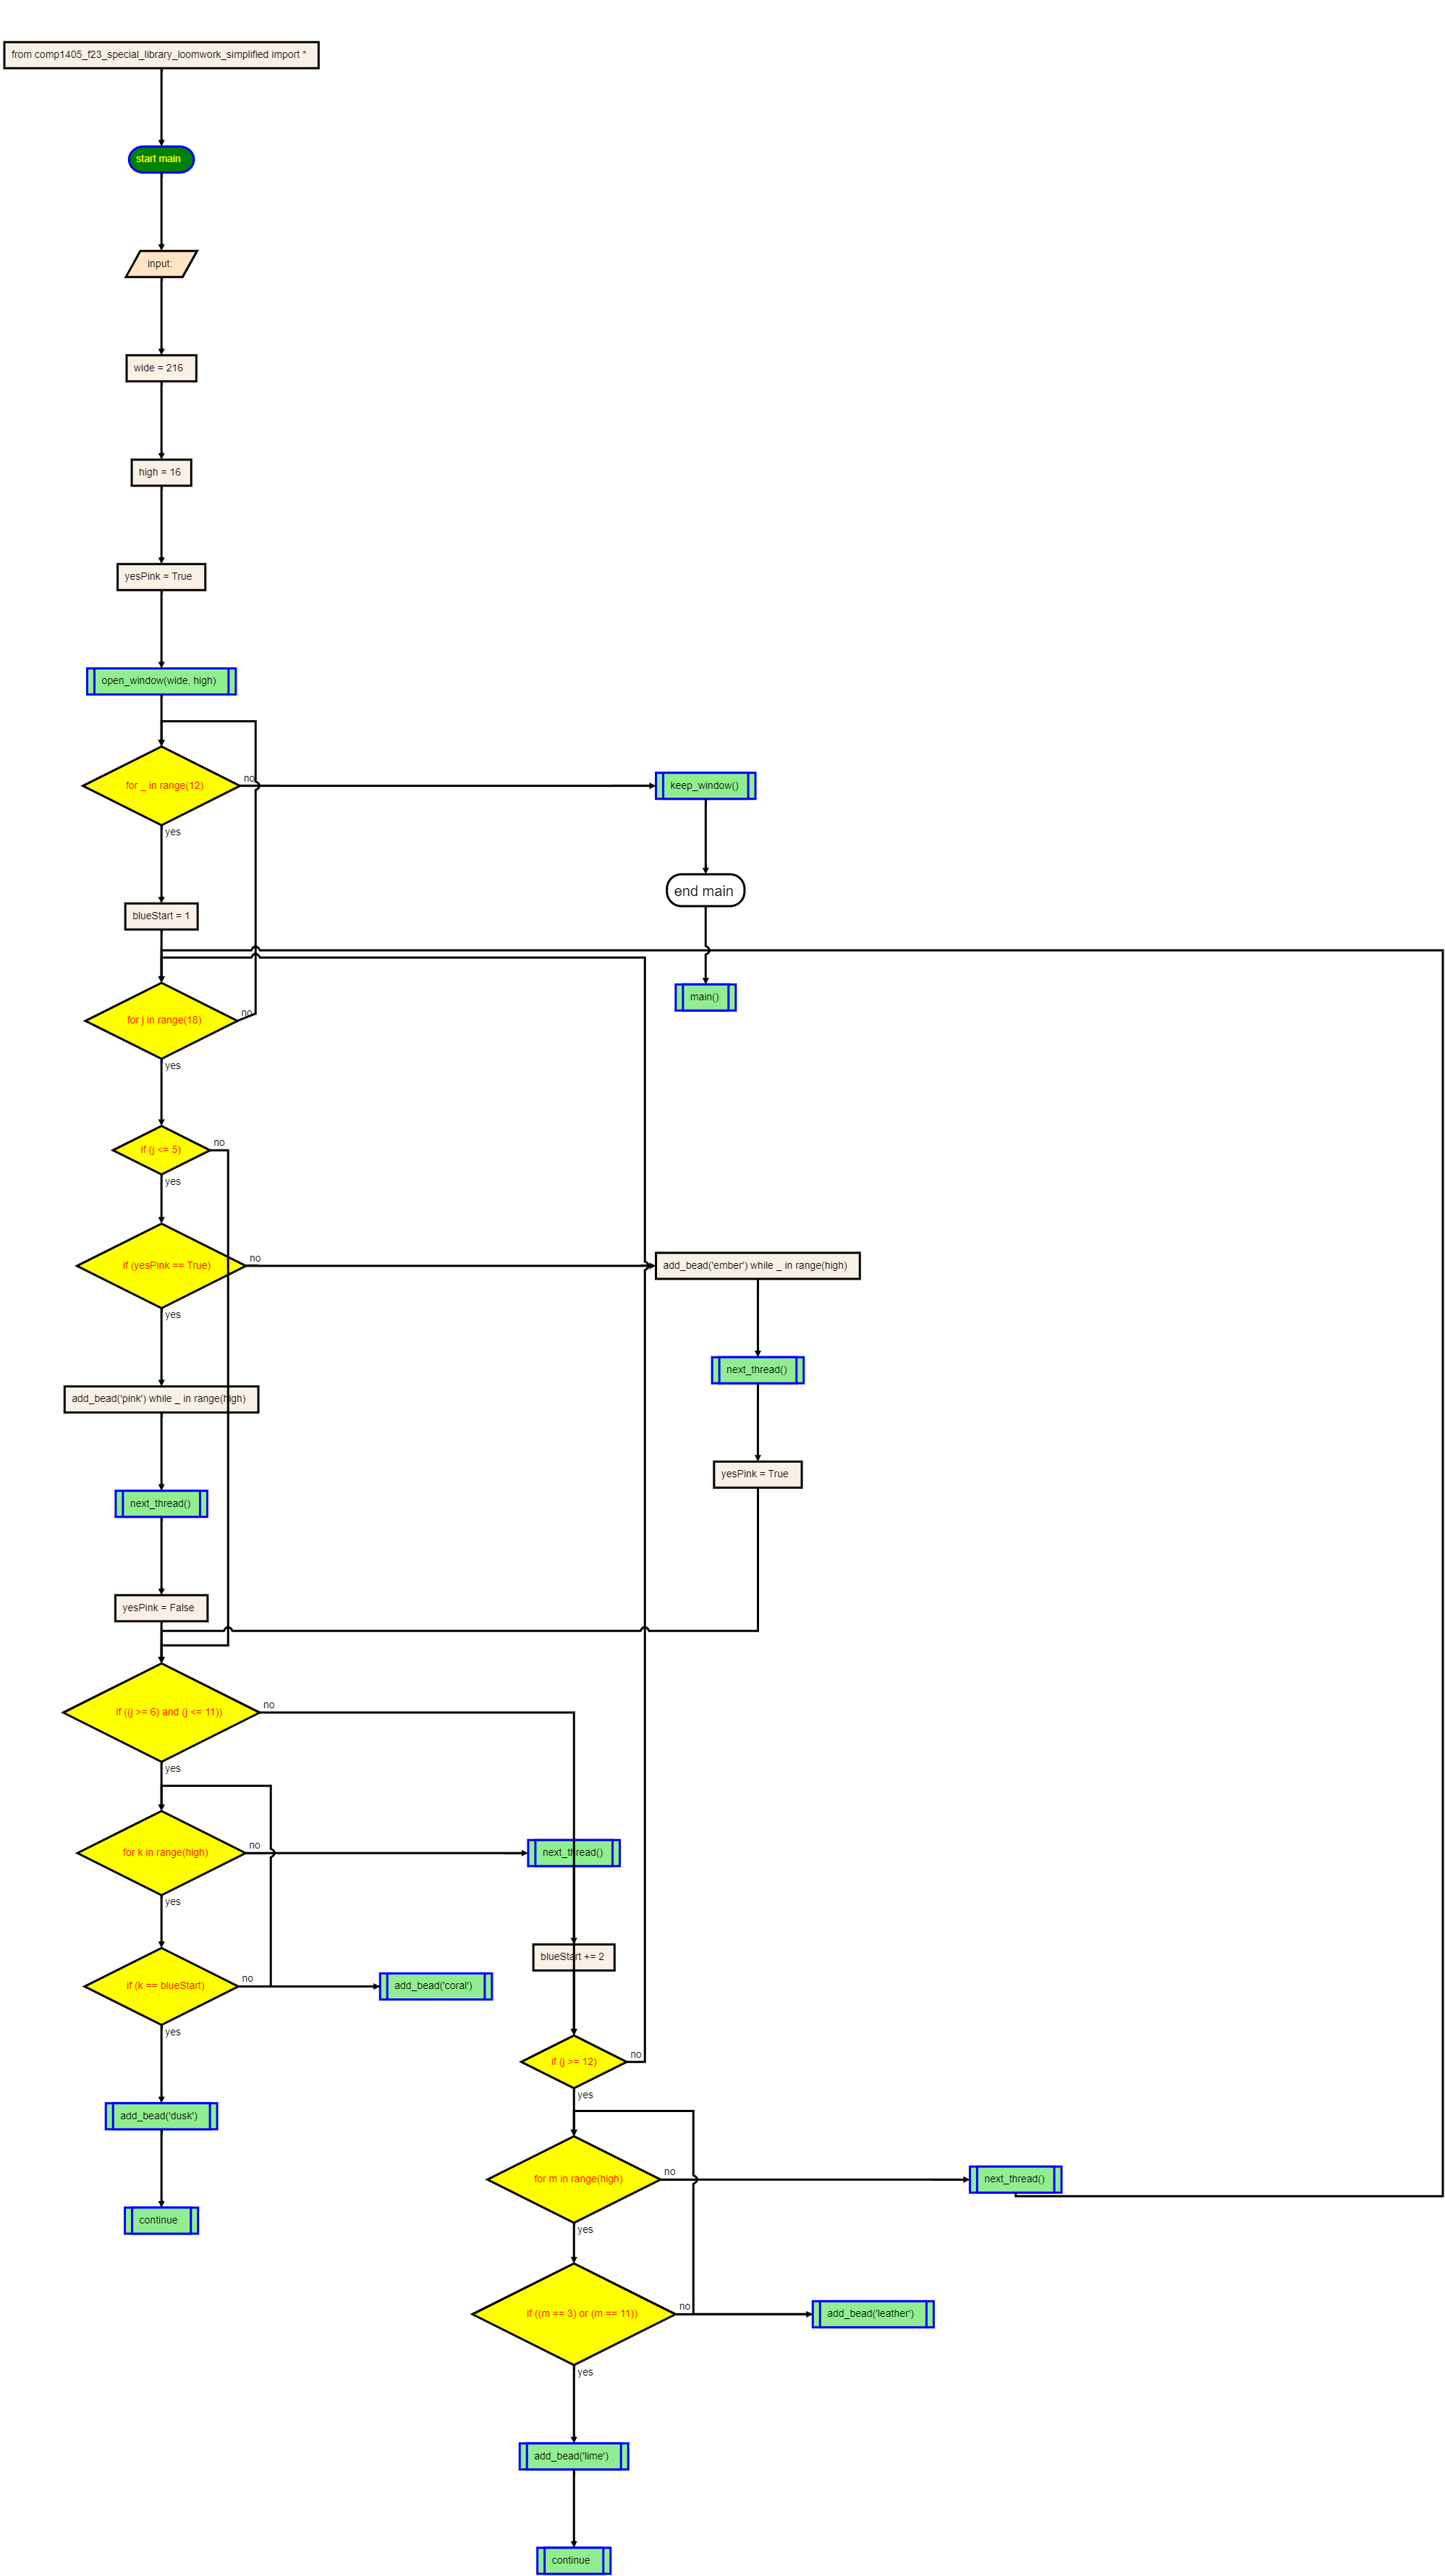 from comp1405_f23_special_library_loomwork_simplified import *
start main
input:
wide = 216
high = 16
yesPink = True
open_window(wide, high)
for _ in range(12)
no
keep_window()
yes
end main
blueStart = 1
main()
for j in range(18)
no
yes
if (j <= 5)
no
yes
if (yesPink == True)
no
add_bead('ember') while _ in range(high)
yes
next_thread()
add_bead('pink') while _ in range(high)
yesPink = True
next_thread()
yesPink = False
if ((j >= 6) and (j <= 11))
no
yes
for k in range(high)
no
next_thread()
yes
blueStart += 2
if (k == blueStart)
no
add_bead('coral')
yes
if (j >= 12)
no
yes
add_bead('dusk')
for m in range(high)
no
next_thread()
continue
yes
if ((m == 3) or (m == 11))
no
add_bead('leather')
yes
add_bead('lime')
continue